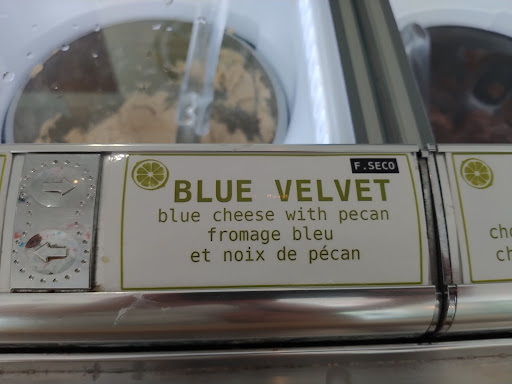 F.SECO
BLUE VELVET
blue cheese with pecan
fromage bleu
et noix de pécan